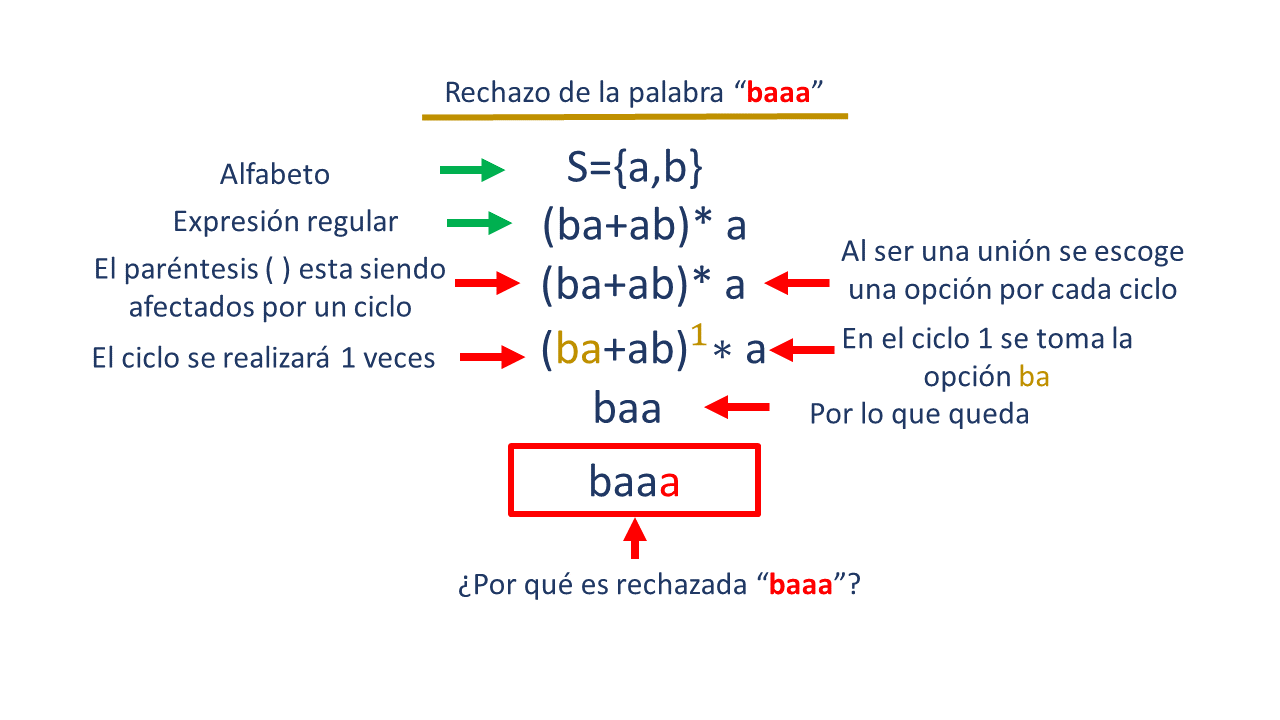 Rechazo de la palabra “baaa”
Alfabeto
S={a,b}
Expresión regular
(ba+ab)* a
El paréntesis ( ) esta siendo
afectados por un ciclo
(ba+ab)* a
Al ser una unión se escoge
una opción por cada ciclo
El ciclo se realizará 1 veces
(ba+ab)¹* a
En el ciclo 1 se toma la
opción ba
baa
Por lo que queda
baaa
¿Por qué es rechazada “baaa”?